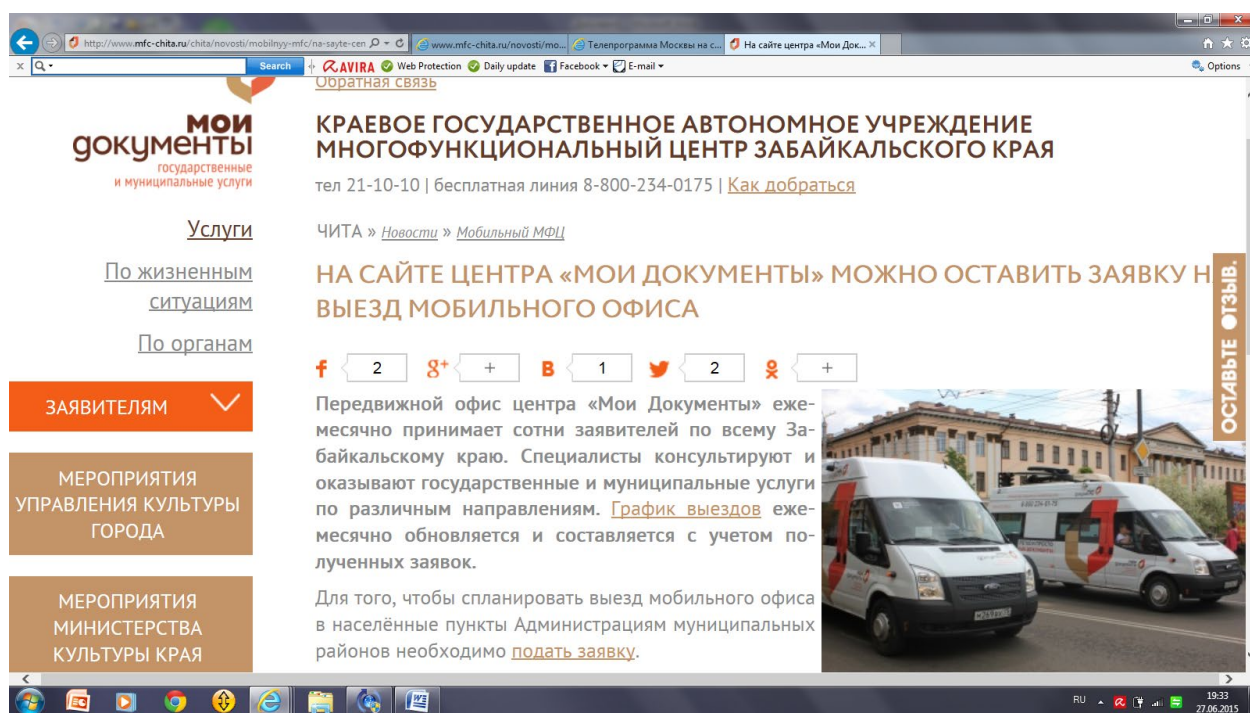 http://www.mfc-chita.ru/chita/novosti/mobilnyy-mfc/na-sayte-cen
www.mfc-chita.ru/novosti/mo...
Телепрограмма Москвы на с...
На сайте центра «Мои Док...
Search
AVIRA
Web Protection
Daily update
Facebook
E-mail
Options
Обратная связь
мои
документы
государственные
и муниципальные услуги
КРАЕВОЕ ГОСУДАРСТВЕННОЕ АВТОНОМНОЕ УЧРЕЖДЕНИЕ
МНОГОФУНКЦИОНАЛЬНЫЙ ЦЕНТР ЗАБАЙКАЛЬСКОГО КРАЯ
тел 21-10-10 | бесплатная линия 8-800-234-0175 | Как добраться
Услуги
По жизненным
ситуациям
По органам
ЗАЯВИТЕЛЯМ
МЕРОПРИЯТИЯ
УПРАВЛЕНИЯ КУЛЬТУРЫ
ГОРОДА
МЕРОПРИЯТИЯ
МИНИСТЕРСТВА
КУЛЬТУРЫ КРАЯ
ЧИТА » Новости » Мобильный МФЦ
НА САЙТЕ ЦЕНТРА «МОИ ДОКУМЕНТЫ» МОЖНО ОСТАВИТЬ ЗАЯВКУ Н
ВЫЕЗД МОБИЛЬНОГО ОФИСА
f 2 g+ + B 1 2 +
Передвижной офис центра «Мои Документы» еже-
месячно принимает сотни заявителей по всему За-
байкальскому краю. Специалисты консультируют и
оказывают государственные и муниципальные услуги
по различным направлениям. График выездов еже-
месячно обновляется и составляется с учетом по-
лученных заявок.
Для того, чтобы спланировать выезд мобильного офиса
в населённые пункты Администрациям муниципальных
районов необходимо подать заявку.
ОСТАВЬТЕ ОТЗЫВ.
RU
19:33
27.06.2015